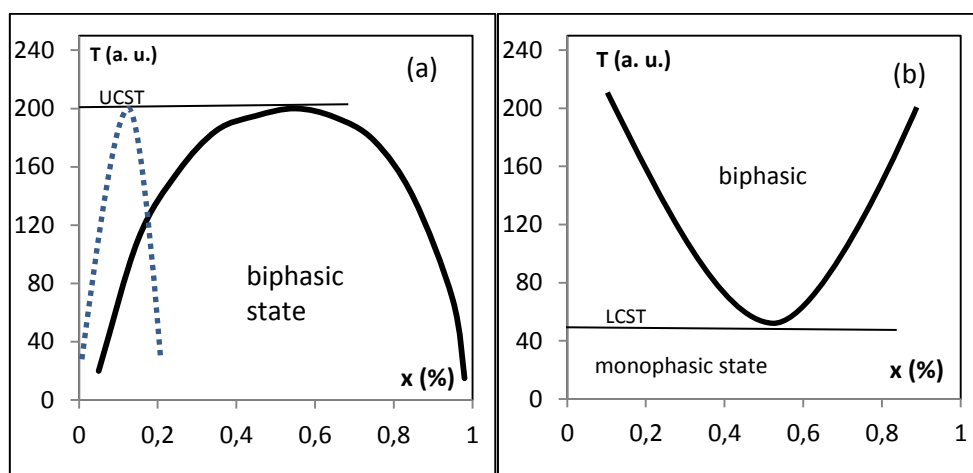 T (a. u.)
(a)
UCST
biphasic
state
x (%)
240
200
160
120
80
40
0
0 0,2 0,4 0,6 0,8 1
T (a. u.)
(b)
biphasic
LCST
monophasic state
x (%)
240
200
160
120
80
40
0
0 0,2 0,4 0,6 0,8 1